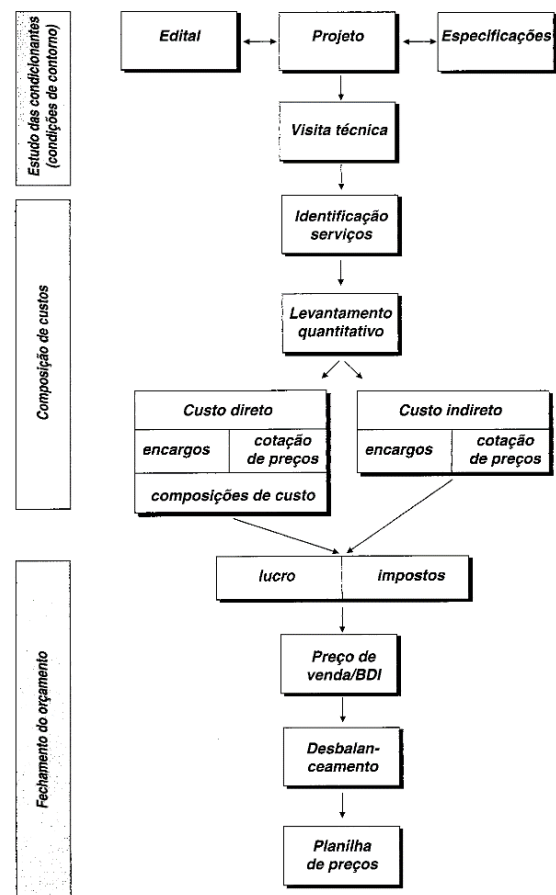 Estudo das condicionantes
(condições de contorno)
Edital
Projeto
Especificações
Visita técnica
Composição de custos
Identificação
serviços
Levantamento
quantitativo
Custo direto
encargos
cotação
de preços
composições de custo
Custo indireto
encargos
cotação
de preços
Fechamento do orçamento
lucro
impostos
Preço de
venda/BDI
Desbalan-
ceamento
Planilha
de preços